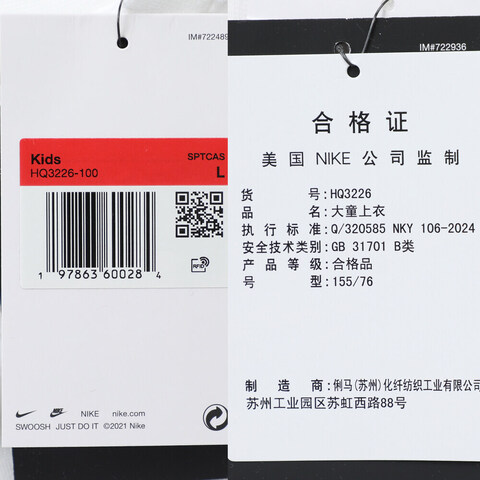 IM#722489
Kids
SPTCAS
HQ3226-100
L
1 97863 60028 4
RFID
NIKE nike.com
SWOOSH JUST DO IT ©2021 Nike
IM#722936
合格证
美国 NIKE 公司监制
货号:HQ3226
品名:大童上衣
执行标准:Q/320585 NKY 106-2024
安全技术类别:GB 31701 B类
产品等级:合格品
号型:155/76
制造商:俐马(苏州)化纤纺织工业有限公司
苏州工业园区苏虹西路88号